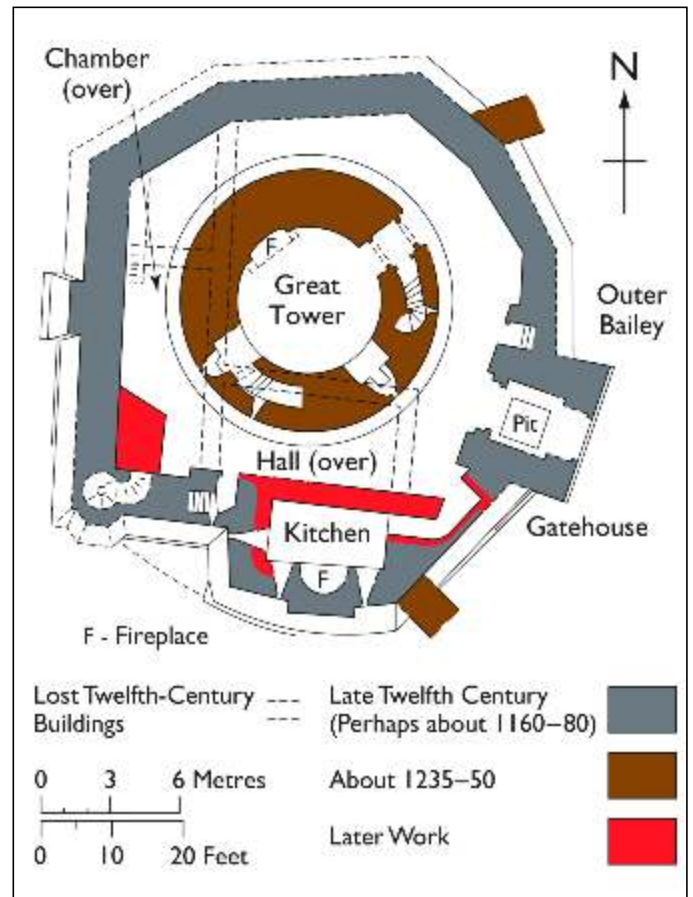 Chamber
(over)
N
F
Great
Tower
Outer
Bailey
Pit
Hall (over)
Kitchen
Gatehouse
F
F - Fireplace
Lost Twelfth-Century
Buildings
Late Twelfth Century
(Perhaps about 1160–80)
0 3 6 Metres
About 1235–50
0 10 20 Feet
Later Work